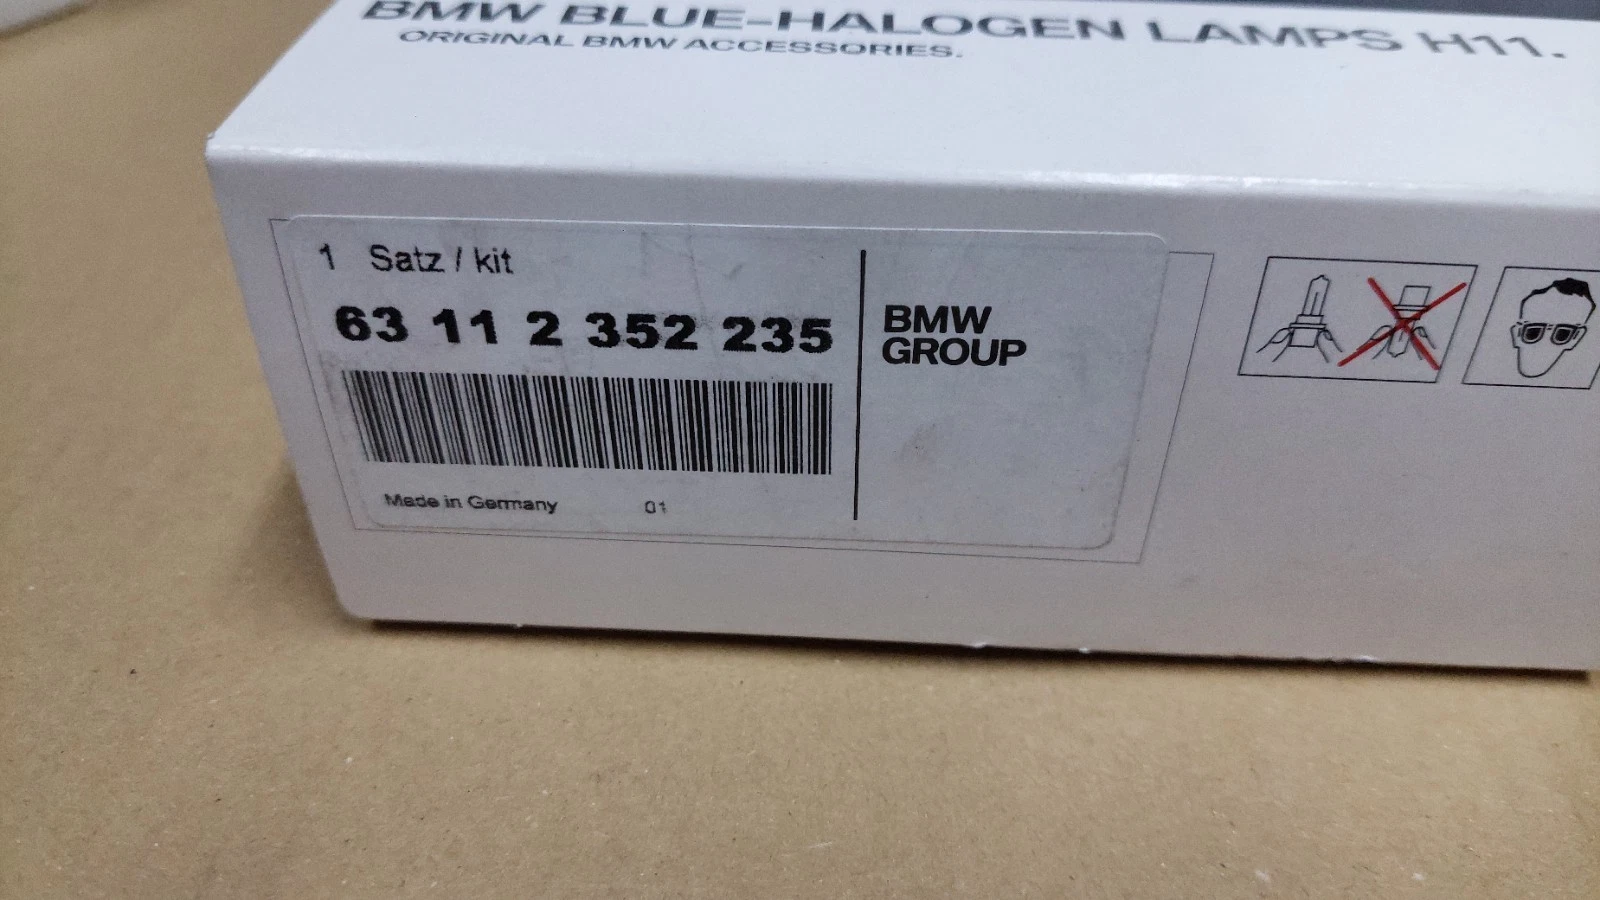 BMW BLUE-HALOGEN LAMPS H11.
ORIGINAL BMW ACCESSORIES.
1 Satz / kit
63 11 2 352 235
Made in Germany 01
BMW
GROUP